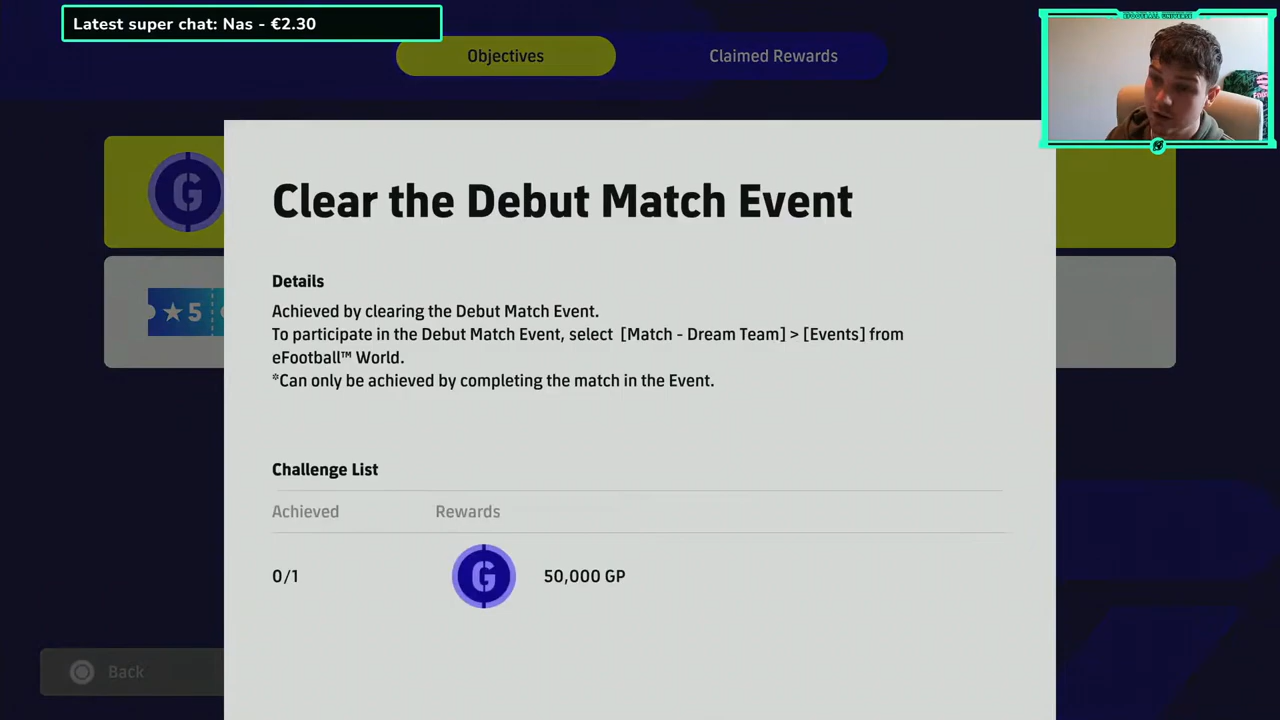 Latest super chat: Nas - €2.30
EFOOTBALL UNIVERSE
Objectives
Claimed Rewards
G
★ 5
Clear the Debut Match Event
Details
Achieved by clearing the Debut Match Event.
To participate in the Debut Match Event, select [Match - Dream Team] > [Events] from
eFootball™ World.
*Can only be achieved by completing the match in the Event.
Challenge List
Achieved
Rewards
0/1
G
50,000 GP
Back